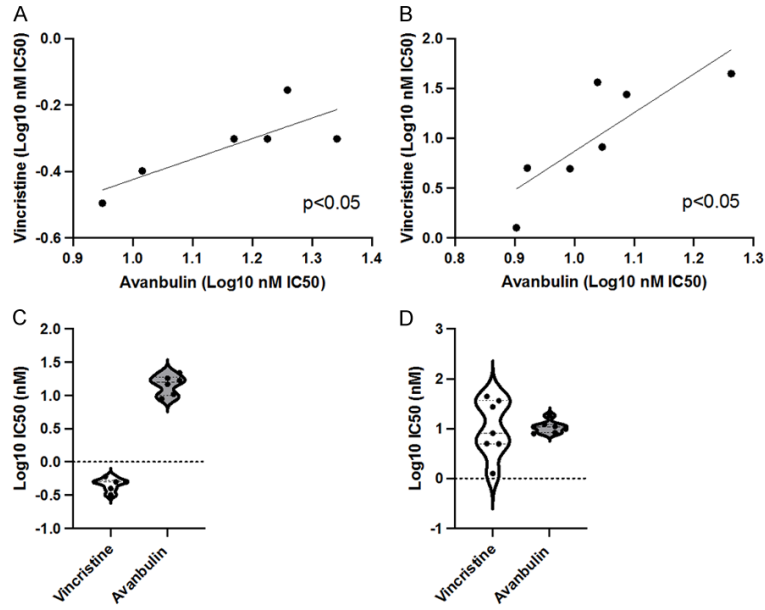 A
Vincristine (Log10 nM IC50)
0.0
-0.2
-0.4
-0.6
p<0.05
0.9 1.0 1.1 1.2 1.3 1.4
Avanbulin (Log10 nM IC50)
B
Vincristine (Log10 nM IC50)
2.0
1.5
1.0
0.5
0.0
p<0.05
0.8 0.9 1.0 1.1 1.2 1.3
Avanbulin (Log10 nM IC50)
C
Log10 IC50 (nM)
2.0
1.5
1.0
0.5
0.0
-0.5
-1.0
Vincristine
Avanbulin
D
Log10 IC50 (nM)
3
2
1
0
-1
Vincristine
Avanbulin